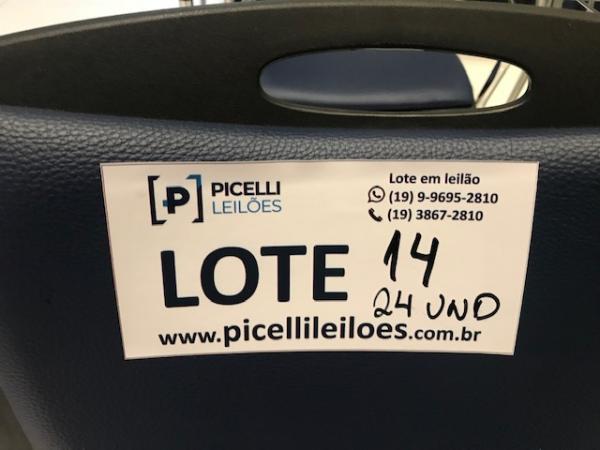 [P] PICELLI
LEILÕES
Lote em leilão
(19) 9-9695-2810
(19) 3867-2810
LOTE 14
24 UND
www.picellileiloes.com.br